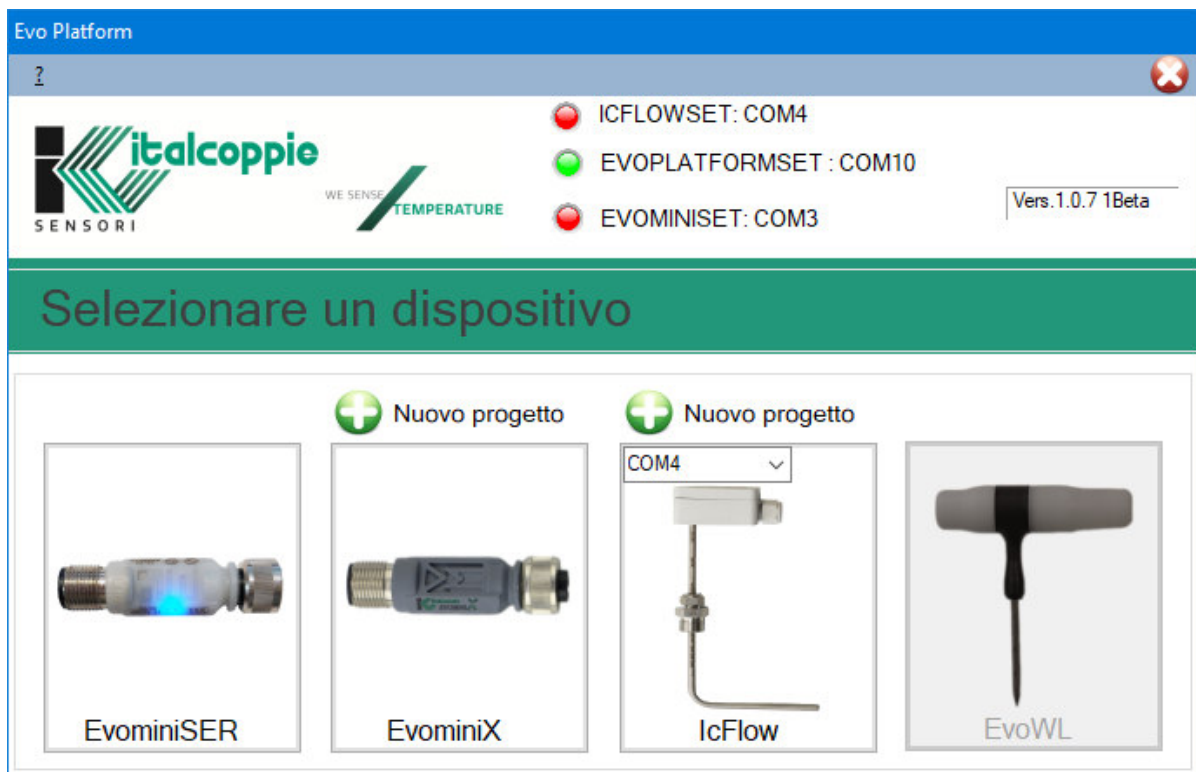 Evo Platform
?
italcoppie
SENSORI
WE SENSE
TEMPERATURE
ICFLOWSET: COM4
EVOPLATFORMSET : COM10
EVOMINISET: COM3
Vers.1.0.7 1Beta
Selezionare un dispositivo
Nuovo progetto
Nuovo progetto
COM4
EvominiSER
EvominiX
IcFlow
EvoWL